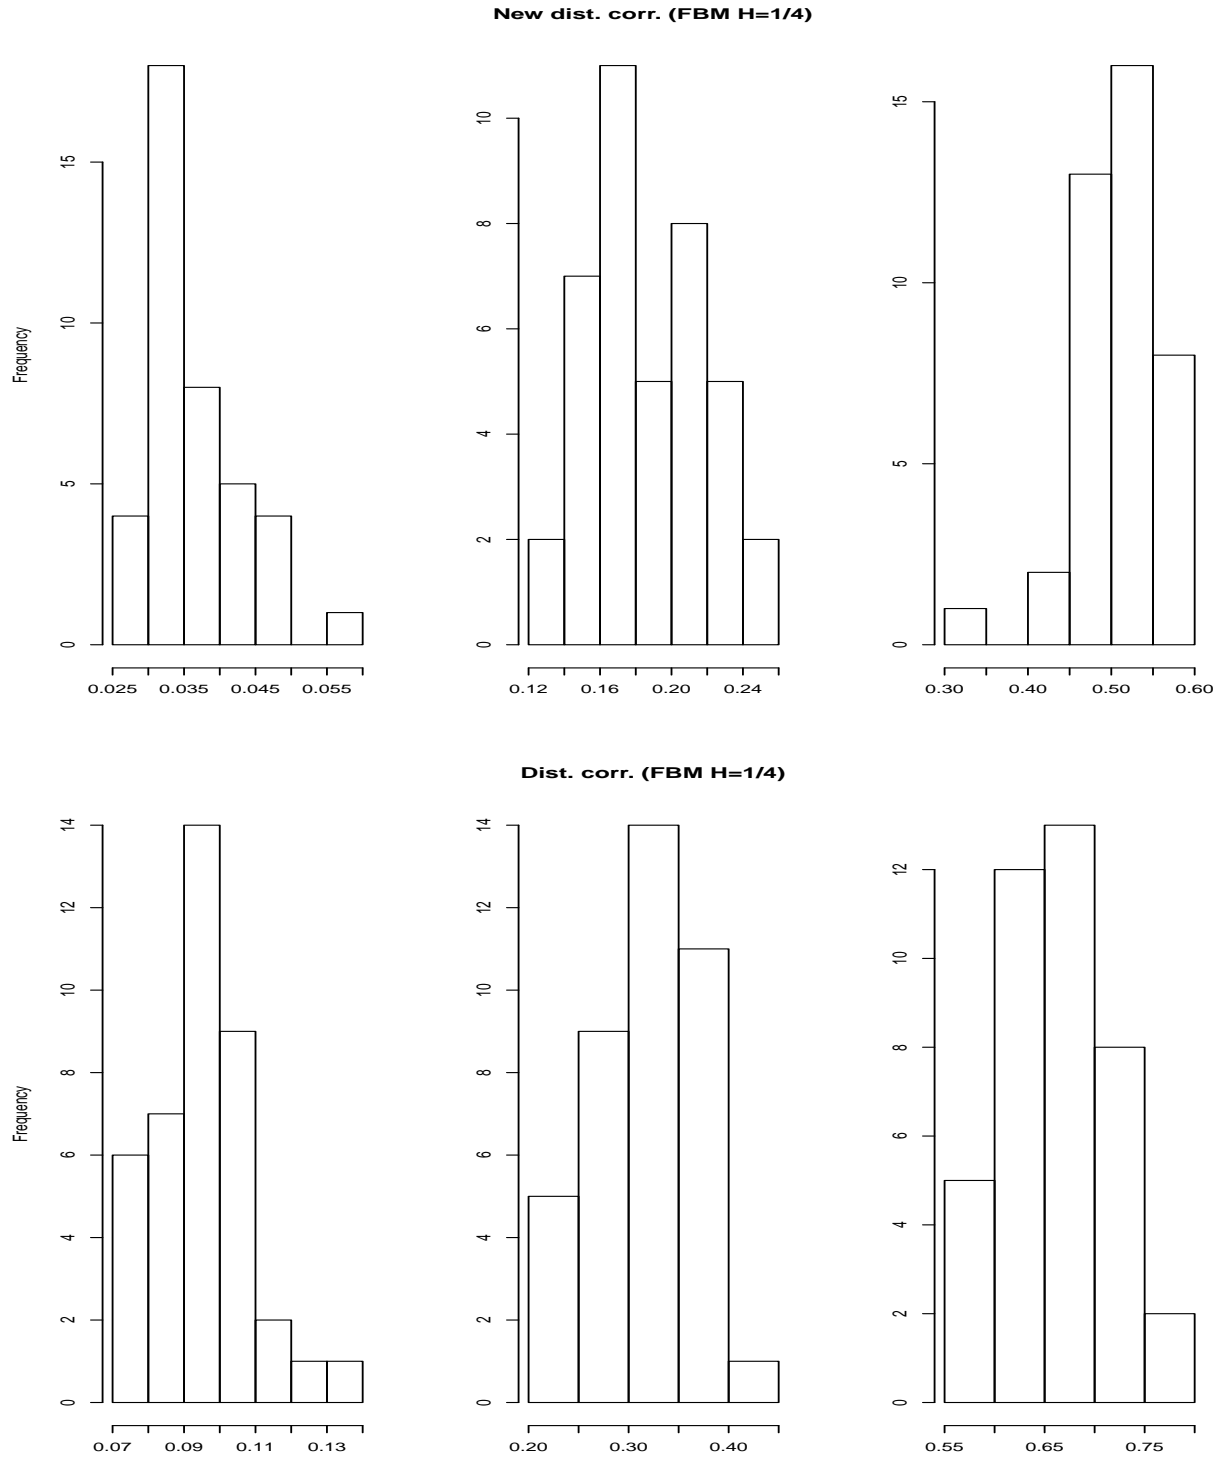 New dist. corr. (FBM H=1/4)
Frequency
0 5 10 15
0.025 0.035 0.045 0.055
0 2 4 6 8 10
0.12 0.16 0.20 0.24
0 5 10 15
0.30 0.40 0.50 0.60
Dist. corr. (FBM H=1/4)
Frequency
0 2 4 6 8 10 12 14
0.07 0.09 0.11 0.13
0 2 4 6 8 10 12 14
0.20 0.30 0.40
0 2 4 6 8 10 12
0.55 0.65 0.75